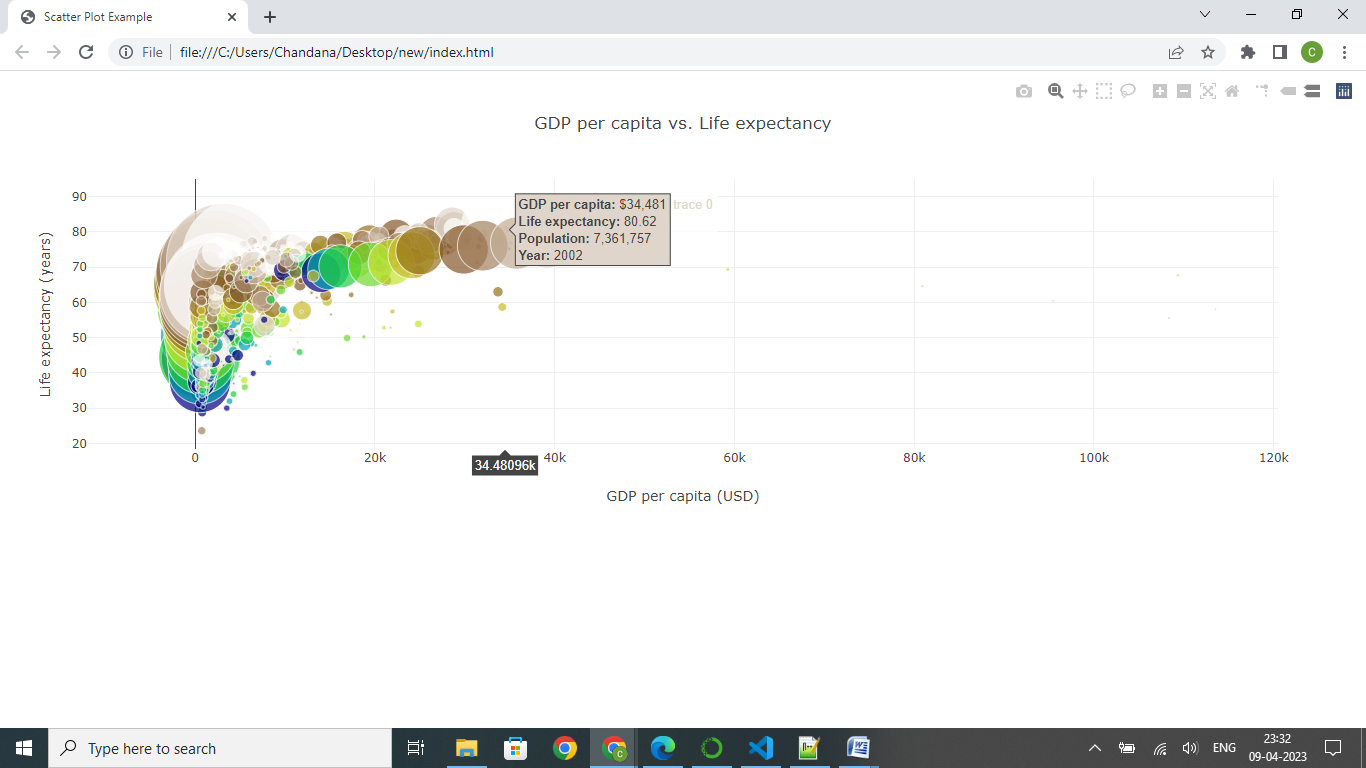 Scatter Plot Example
File
file:///C:/Users/Chandana/Desktop/new/index.html
C
GDP per capita vs. Life expectancy
GDP per capita: $34,481
Life expectancy: 80.62
Population: 7,361,757
Year: 2002
trace 0
Life expectancy (years)
90
80
70
60
50
40
30
20
0
20k
34.48096k
40k
60k
80k
100k
120k
GDP per capita (USD)
Type here to search
C
ENG
23:32
09-04-2023